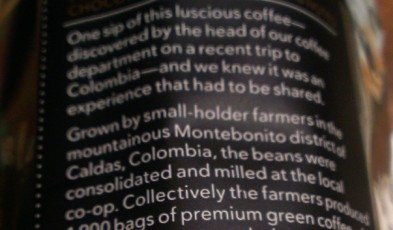 CHOCOL
One sip of this luscious coffee—
discovered by the head of our coffee
department on a recent trip to
Colombia—and we knew it was an
experience that had to be shared.
Grown by small-holder farmers in the
mountainous Montebonito district of
Caldas, Colombia, the beans were
consolidated and milled at the local
co-op. Collectively the farmers produced
bags of premium green coffee